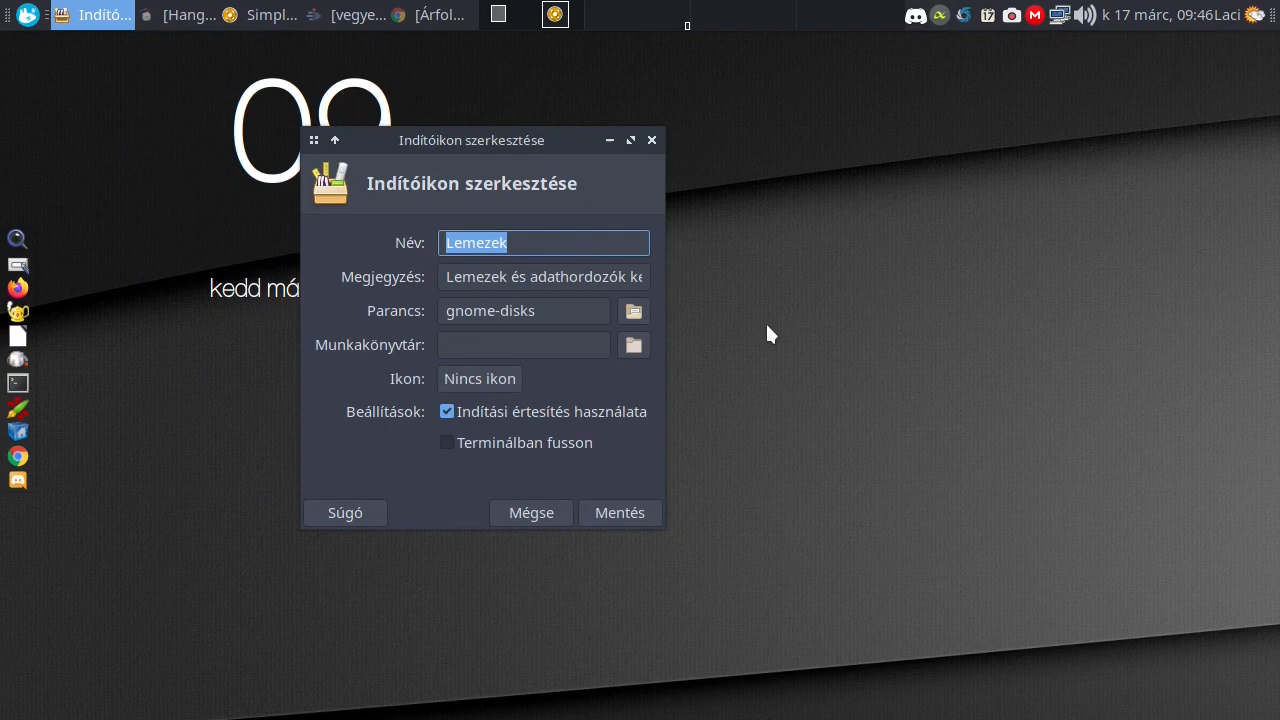 Indító...
[Hang...
Simpl...
[vegye...
[Árfol...
17
k 17 márc, 09:46
Laci
09
kedd má
Indítóikon szerkesztése
Indítóikon szerkesztése
Név: Lemezek
Megjegyzés: Lemezek és adathordozók ke
Parancs: gnome-disks
Munkakönyvtár:
Ikon: Nincs ikon
Beállítások: Indítási értesítés használata
Terminálban fusson
Súgó
Mégse
Mentés